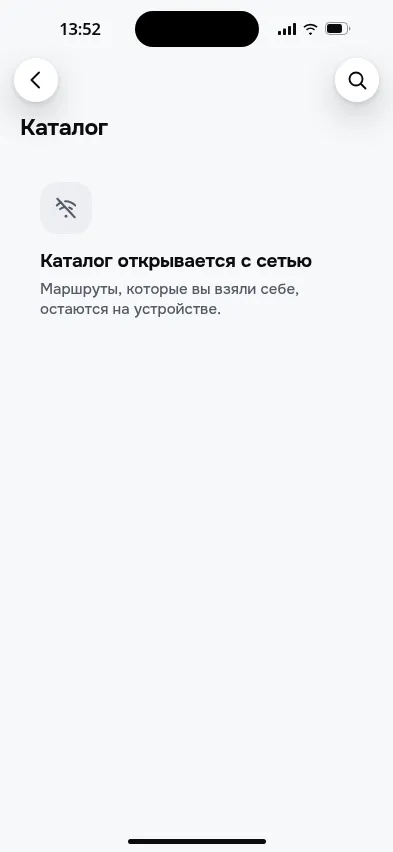 13:52
Каталог
Каталог открывается с сетью
Маршруты, которые вы взяли себе,
остаются на устройстве.